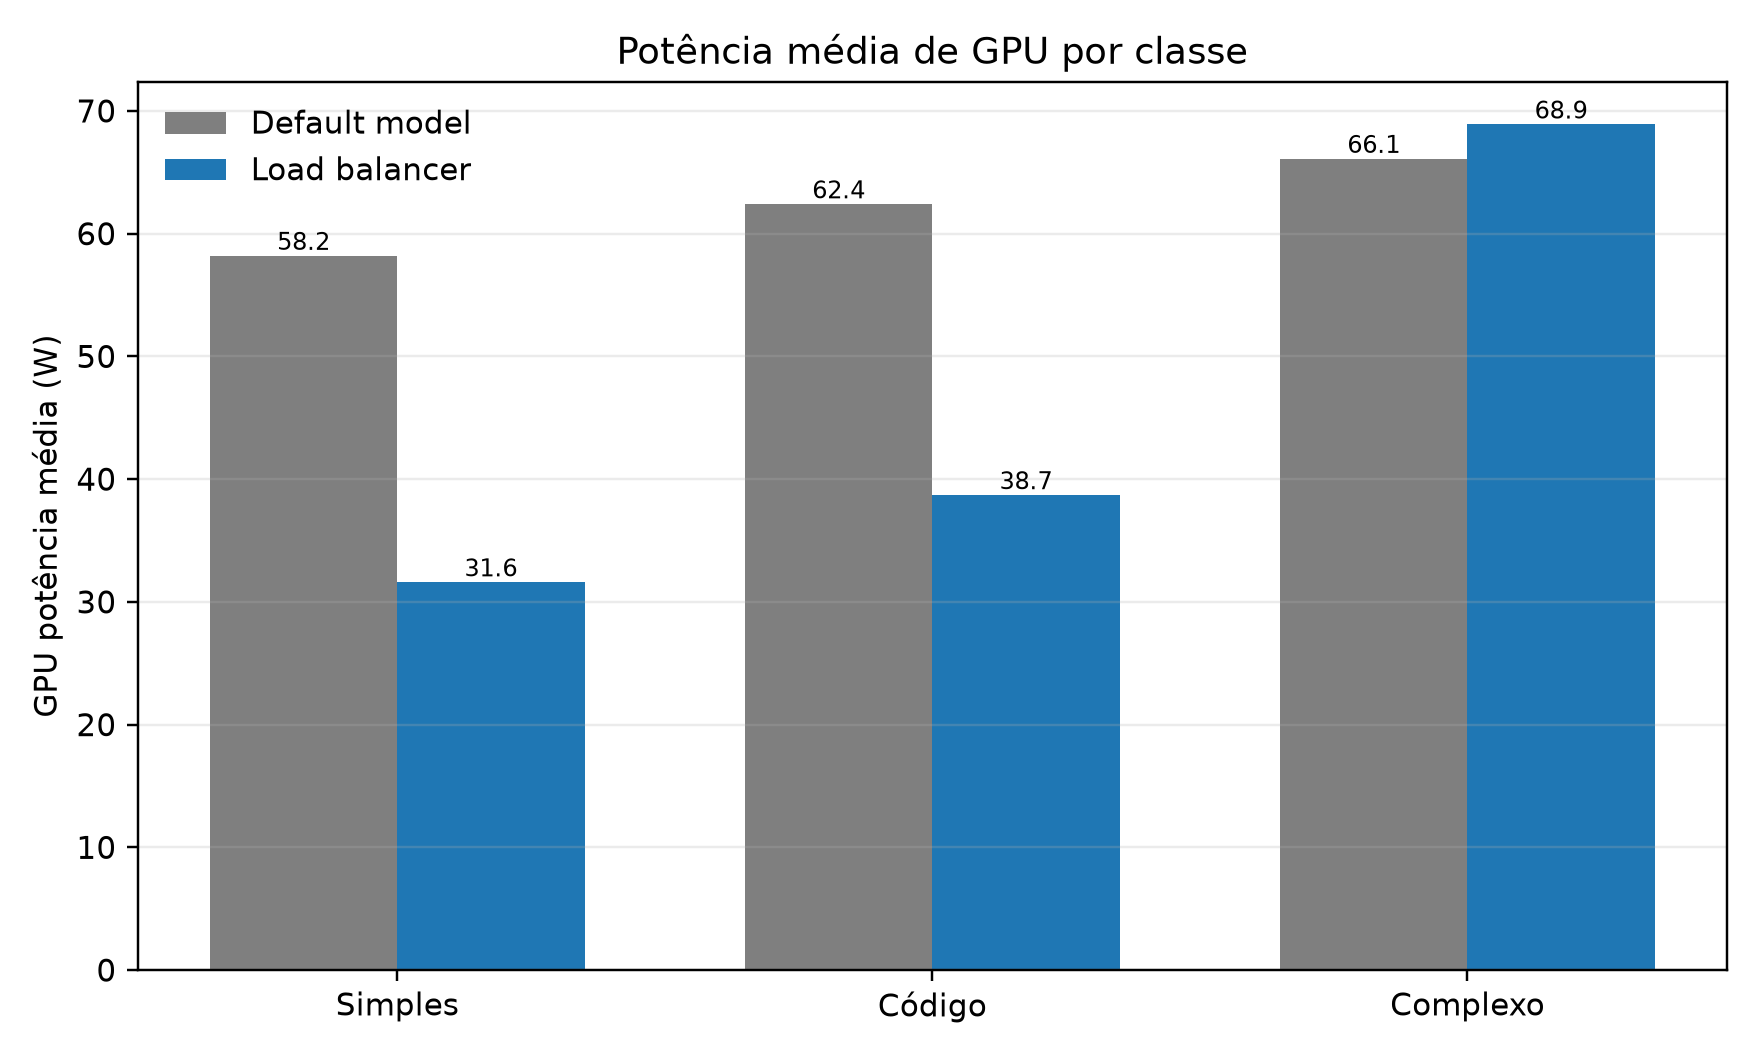 Potência média de GPU por classe
Default model
Load balancer
GPU potência média (W)
70
60
50
40
30
20
10
0
58.2
31.6
62.4
38.7
66.1
68.9
Simples
Código
Complexo